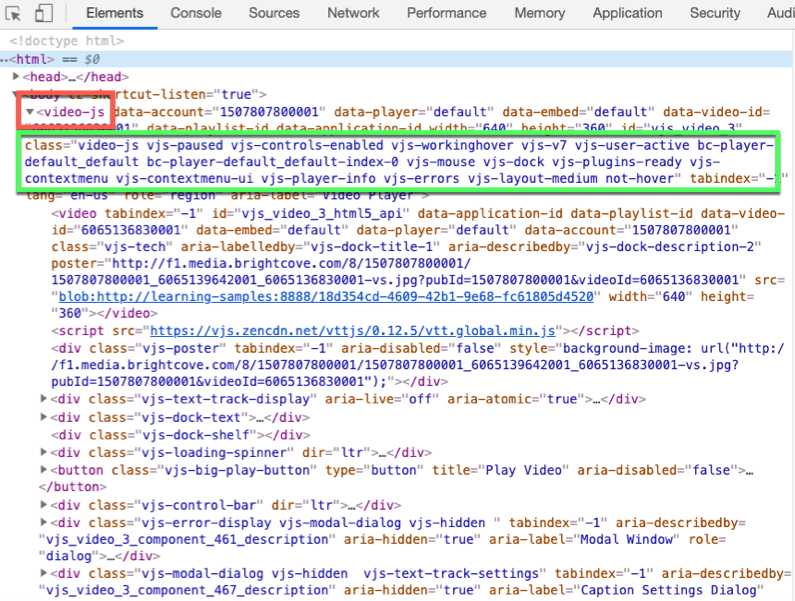 Elements Console Sources Network Performance Memory Application Security Audi
<!doctype html>
<html> == $0
<head>…</head>
<body cz-shortcut-listen="true">
<video-js data-account="1507807800001" data-player="default" data-embed="default" data-video-id=
"6065136830001" data-playlist-id data-application-id width="640" height="360" id="vjs_video_3"
class="video-js vjs-paused vjs-controls-enabled vjs-workinghover vjs-v7 vjs-user-active bc-player-
default_default bc-player-default_default-index-0 vjs-mouse vjs-dock vjs-plugins-ready vjs-
contextmenu vjs-contextmenu-ui vjs-player-info vjs-errors vjs-layout-medium not-hover" tabindex="-1"
lang="en-us" role="region" aria-label="Video Player">
<video tabindex="-1" id="vjs_video_3_html5_api" data-application-id data-playlist-id data-video-
id="6065136830001" data-embed="default" data-player="default" data-account="1507807800001"
class="vjs-tech" aria-labelledby="vjs-dock-title-1" aria-describedby="vjs-dock-description-2"
poster="http://f1.media.brightcove.com/8/1507807800001/
1507807800001_6065139642001_6065136830001-vs.jpg?pubId=1507807800001&videoId=6065136830001" src=
"blob:http://learning-samples:8888/18d354cd-4609-42b1-9e68-fc61805d4520" width="640" height=
"360"></video>
<script src="https://vjs.zencdn.net/vttjs/0.12.5/vtt.global.min.js"></script>
<div class="vjs-poster" tabindex="-1" aria-disabled="false" style="background-image: url("http:/
/f1.media.brightcove.com/8/1507807800001/1507807800001_6065139642001_6065136830001-vs.jpg?
pubId=1507807800001&videoId=6065136830001");"></div>
<div class="vjs-text-track-display" aria-live="off" aria-atomic="true">…</div>
<div class="vjs-dock-text">…</div>
<div class="vjs-dock-shelf"></div>
<div class="vjs-loading-spinner" dir="ltr">…</div>
<button class="vjs-big-play-button" type="button" title="Play Video" aria-disabled="false">…
</button>
<div class="vjs-control-bar" dir="ltr">…</div>
<div class="vjs-error-display vjs-modal-dialog vjs-hidden " tabindex="-1" aria-describedby=
"vjs_video_3_component_461_description" aria-hidden="true" aria-label="Modal Window" role=
"dialog">…</div>
<div class="vjs-modal-dialog vjs-hidden  vjs-text-track-settings" tabindex="-1" aria-describedby=
"vjs_video_3_component_467_description" aria-hidden="true" aria-label="Caption Settings Dialog"